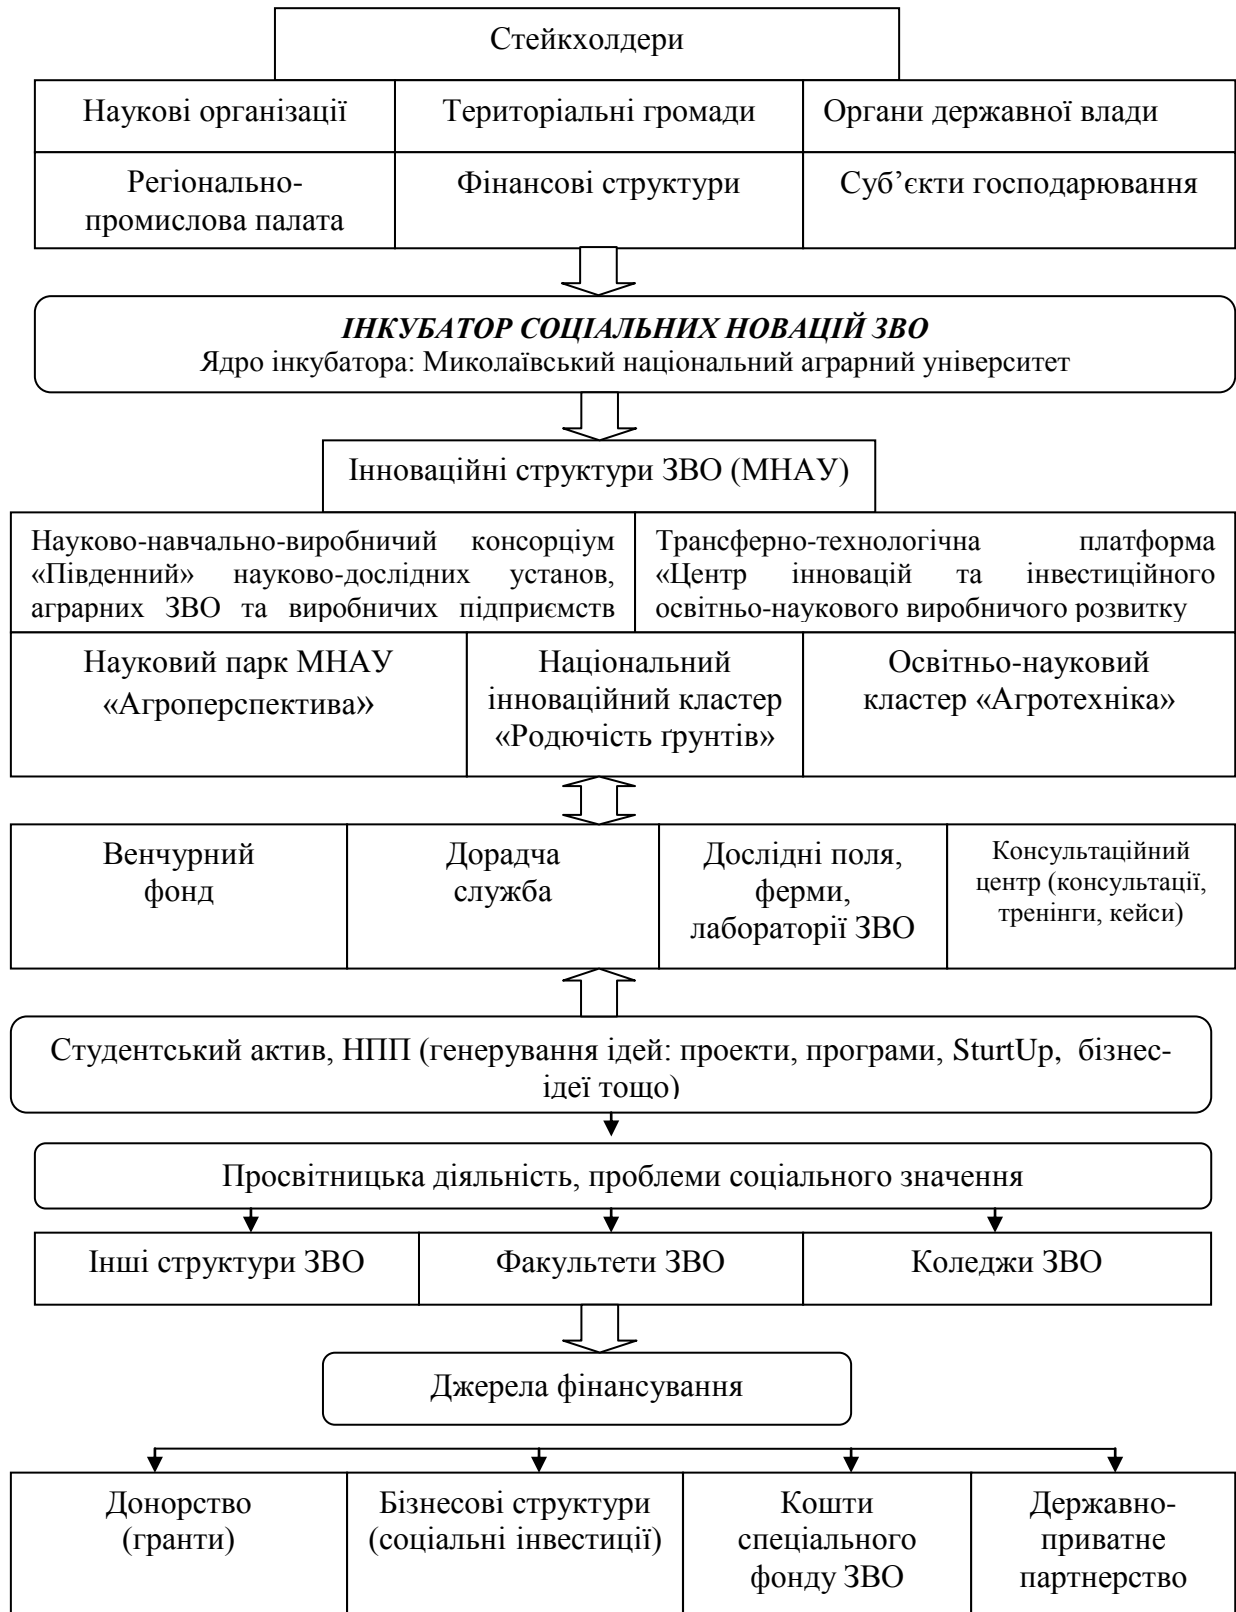 Стейкхолдери
Наукові організації
Територіальні громади
Органи державної влади
Регіонально-
промислова палата
Фінансові структури
Суб’єкти господарювання
ІНКУБАТОР СОЦІАЛЬНИХ НОВАЦІЙ ЗВО
Ядро інкубатора: Миколаївський національний аграрний університет
Інноваційні структури ЗВО (МНАУ)
Науково-навчально-виробничий консорціум
«Південний» науково-дослідних установ,
аграрних ЗВО та виробничих підприємств
Трансферно-технологічна платформа
«Центр інновацій та інвестиційного
освітньо-наукового виробничого розвитку
Науковий парк МНАУ
«Агроперспектива»
Національний
інноваційний кластер
«Родючість ґрунтів»
Освітньо-науковий
кластер «Агротехніка»
Венчурний
фонд
Дорадча
служба
Дослідні поля,
ферми,
лабораторії ЗВО
Консультаційний
центр (консультації,
тренінги, кейси)
Студентський актив, НПП (генерування ідей: проекти, програми, SturtUp, бізнес-
ідеї тощо)
Просвітницька діяльність, проблеми соціального значення
Інші структури ЗВО
Факультети ЗВО
Коледжи ЗВО
Джерела фінансування
Донорство
(гранти)
Бізнесові структури
(соціальні інвестиції)
Кошти
спеціального
фонду ЗВО
Державно-
приватне
партнерство